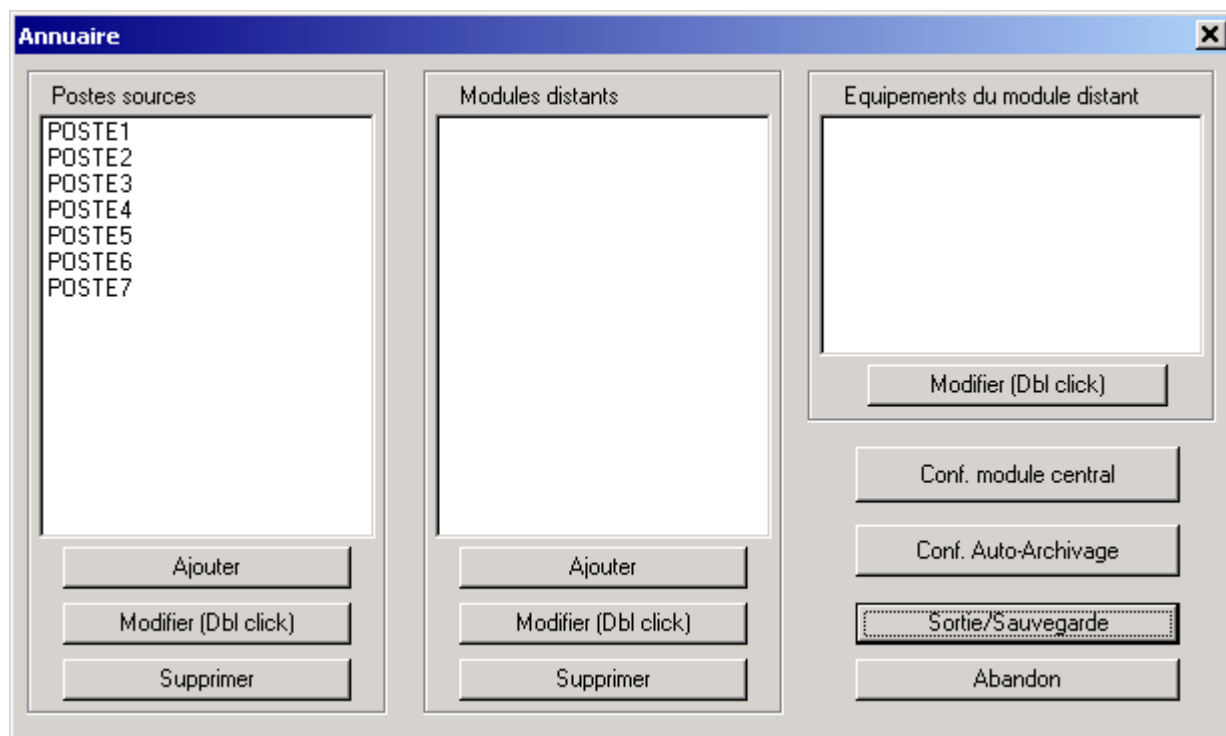 Annuaire
Postes sources
POSTE1
POSTE2
POSTE3
POSTE4
POSTE5
POSTE6
POSTE7
Ajouter
Modifier (Dbl click)
Supprimer
Modules distants
Ajouter
Modifier (Dbl click)
Supprimer
Equipements du module distant
Modifier (Dbl click)
Conf. module central
Conf. Auto-Archivage
Sortie/Sauvegarde
Abandon